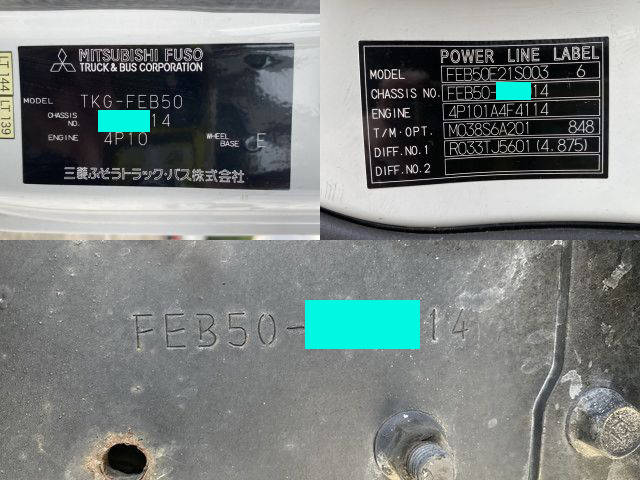 LT144 LT139
MITSUBISHI FUSO
TRUCK & BUS CORPORATION
MODEL TKG-FEB50
CHASSIS NO. 14
ENGINE 4P10 WHEEL BASE E
三菱ふそうトラック・バス株式会社
POWER LINE LABEL
MODEL FEB50E21S003 6
CHASSIS NO. FEB50- 14
ENGINE 4P101A4F4114
T/M・OPT. M038S6A201 848
DIFF.NO.1 R033TJ5601(4.875)
DIFF.NO.2
FEB50- 14